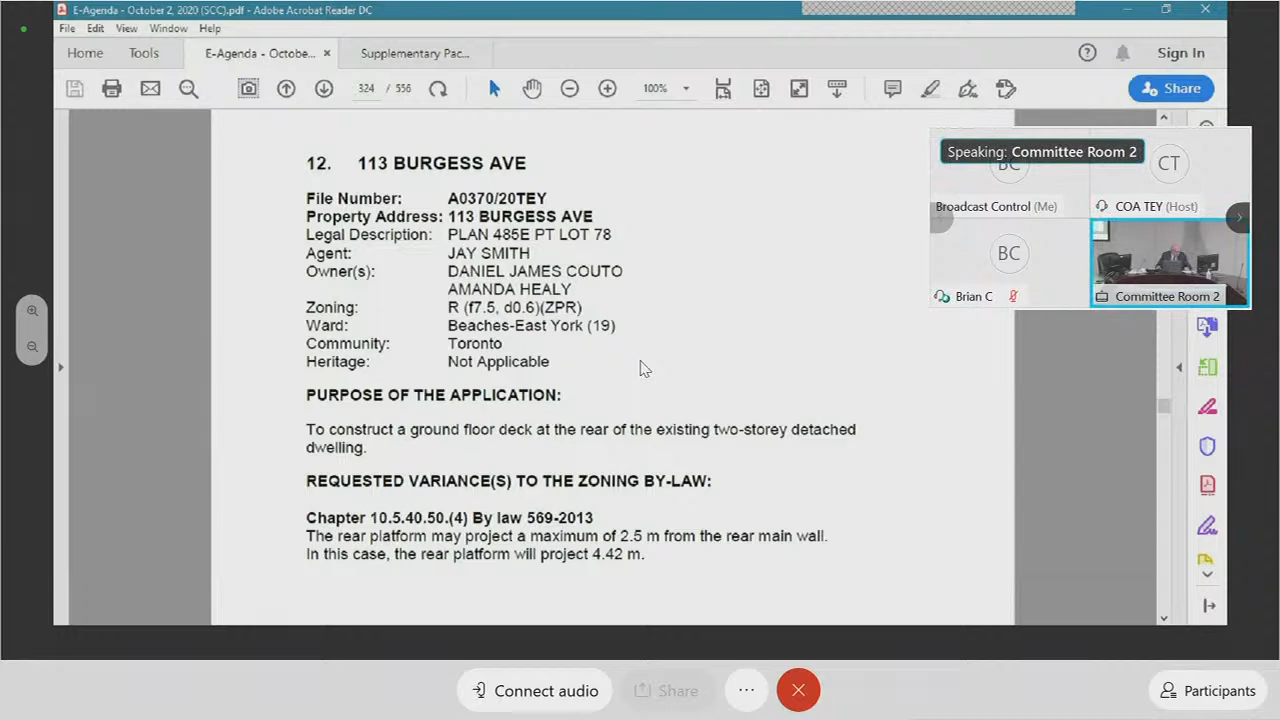 E-Agenda - October 2, 2020 (SCC).pdf - Adobe Acrobat Reader DC
File Edit View Window Help
Home Tools E-Agenda - Octobe... × Supplementary Pac... Sign In
324 / 556 100% Share
12. 113 BURGESS AVE
File Number: A0370/20TEY
Property Address: 113 BURGESS AVE
Legal Description: PLAN 485E PT LOT 78
Agent: JAY SMITH
Owner(s): DANIEL JAMES COUTO
AMANDA HEALY
Zoning: R (f7.5, d0.6)(ZPR)
Ward: Beaches-East York (19)
Community: Toronto
Heritage: Not Applicable
PURPOSE OF THE APPLICATION:
To construct a ground floor deck at the rear of the existing two-storey detached
dwelling.
REQUESTED VARIANCE(S) TO THE ZONING BY-LAW:
Chapter 10.5.40.50.(4) By law 569-2013
The rear platform may project a maximum of 2.5 m from the rear main wall.
In this case, the rear platform will project 4.42 m.
Speaking: Committee Room 2
BC CT
Broadcast Control (Me) COA TEY (Host)
BC
Brian C Committee Room 2
Connect audio Share ... Participants